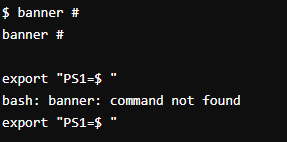 $ banner #
banner #
export "PS1=$ "
bash: banner: command not found
export "PS1=$ "